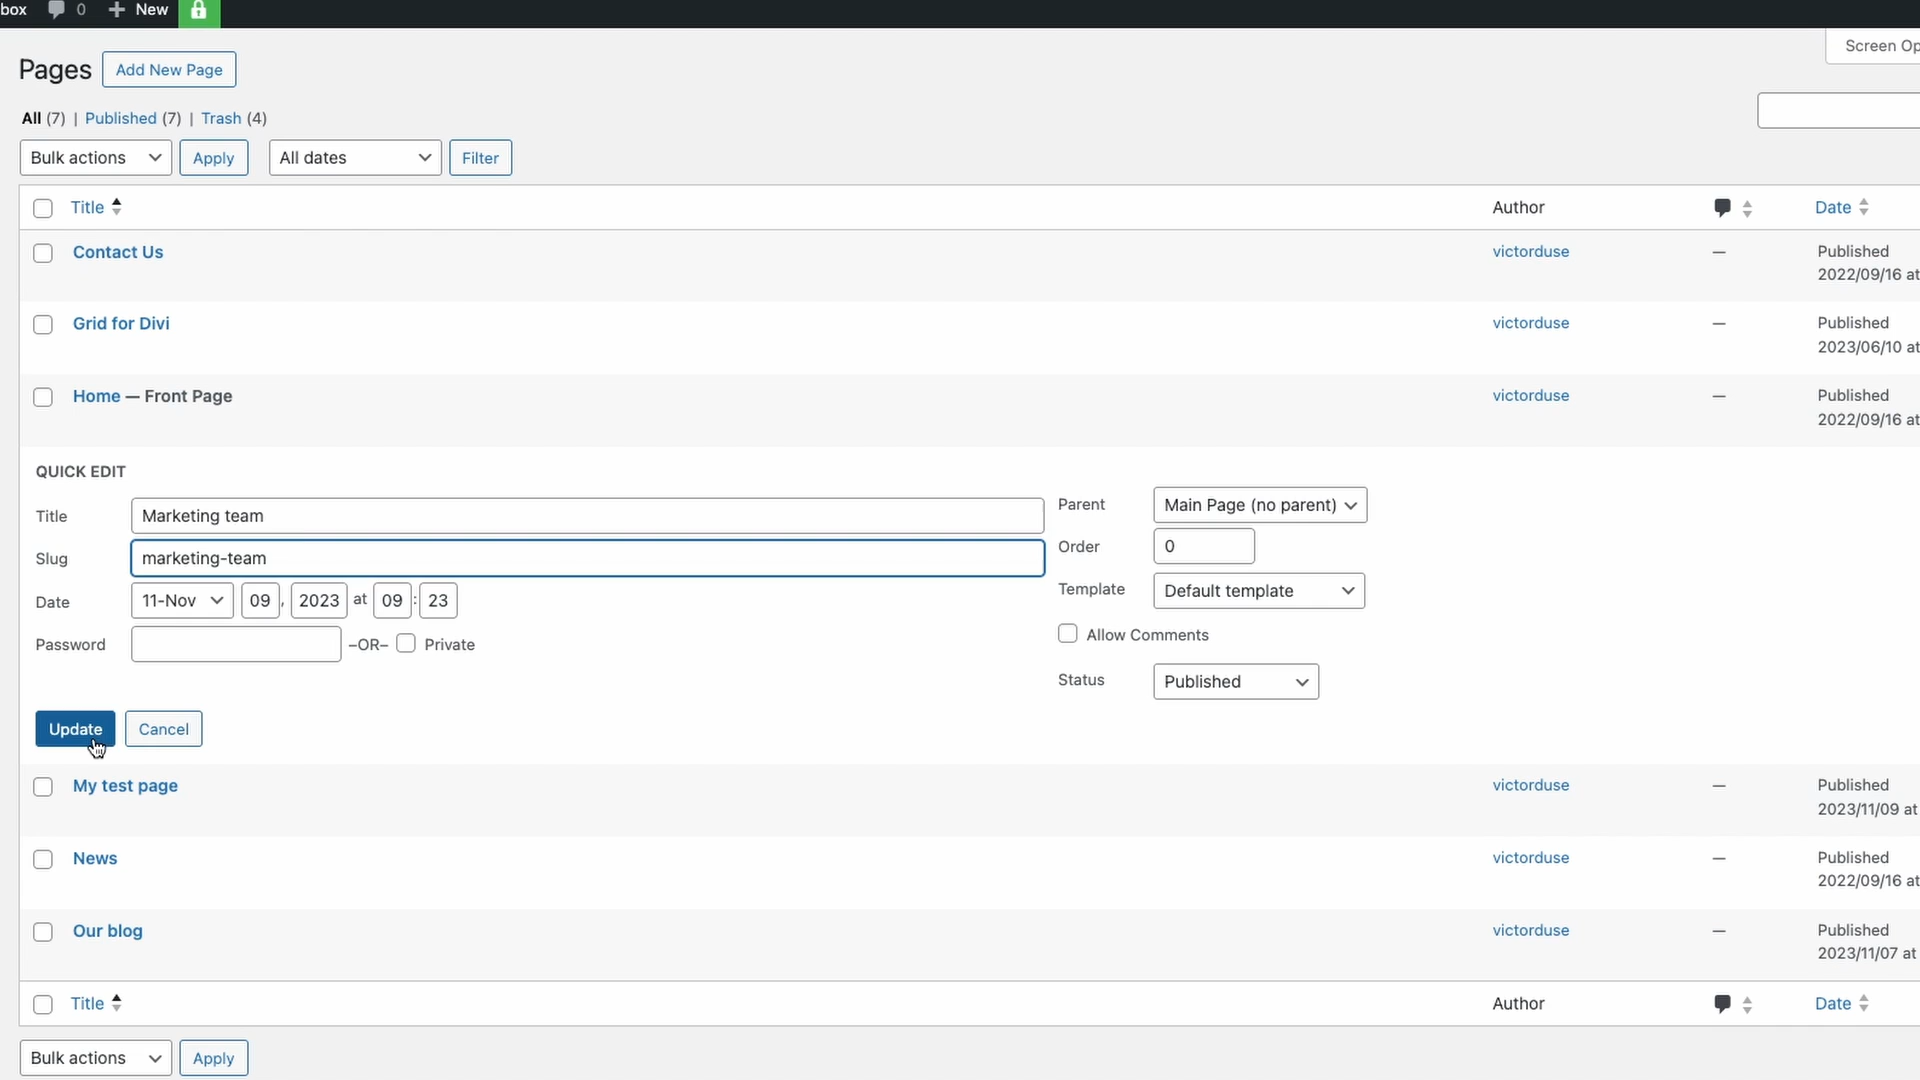 box 0 New
Screen Op
Pages Add New Page
All (7) | Published (7) | Trash (4)
Bulk actions Apply All dates Filter
Title Author Date
Contact Us victorduse — Published
2022/09/16 at
Grid for Divi victorduse — Published
2023/06/10 at
Home — Front Page victorduse — Published
2022/09/16 at
QUICK EDIT
Title Marketing team Parent Main Page (no parent)
Slug marketing-team Order 0
Date 11-Nov 09 , 2023 at 09 : 23 Template Default template
Password –OR– Private Allow Comments
Status Published
Update Cancel
My test page victorduse — Published
2023/11/09 at
News victorduse — Published
2022/09/16 at
Our blog victorduse — Published
2023/11/07 at
Title Author Date
Bulk actions Apply